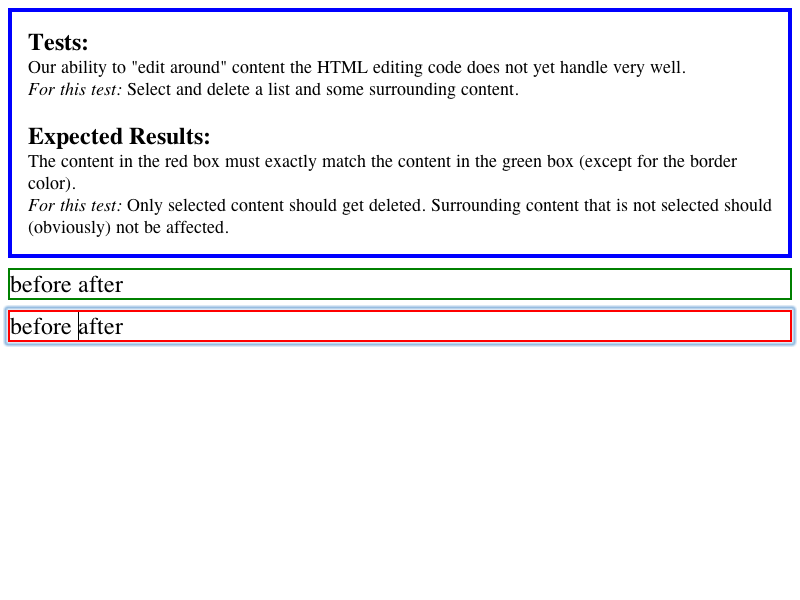 Tests:
Our ability to "edit around" content the HTML editing code does not yet handle very well.
For this test: Select and delete a list and some surrounding content.
Expected Results:
The content in the red box must exactly match the content in the green box (except for the border
color).
For this test: Only selected content should get deleted. Surrounding content that is not selected should
(obviously) not be affected.
before after
before after